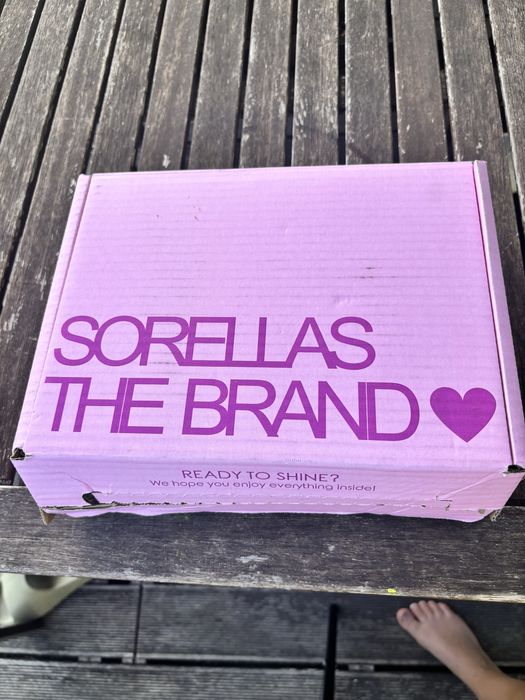 SORELLAS
THE BRAND
READY TO SHINE?
We hope you enjoy everything inside!